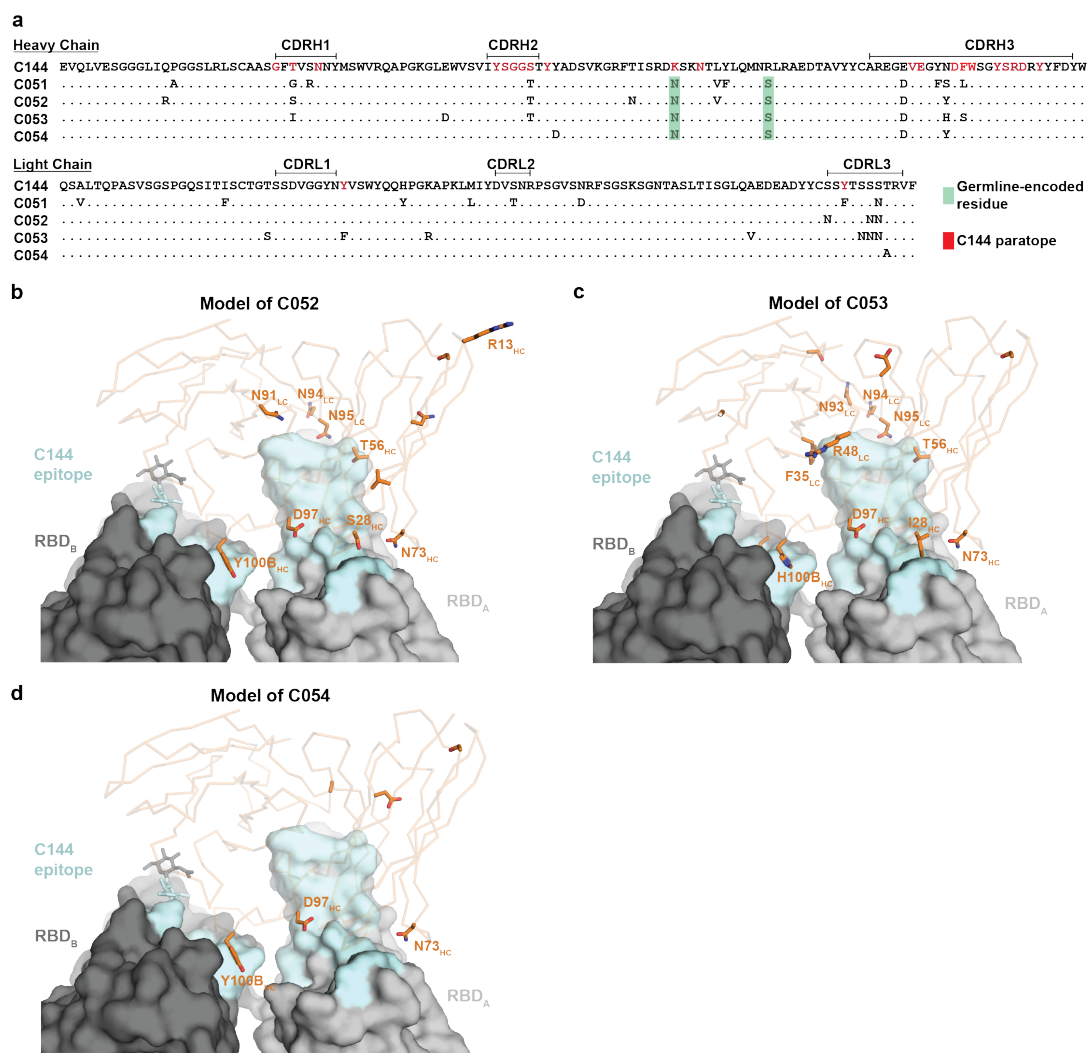 a
Heavy Chain CDRH1 CDRH2 CDRH3
C144 EVQLVESGGGLIQPGGSLRLSCAASGFTVSNNYMSWVRQAPGKGLEWVSVIYSGGSTYYADSVKGRFTISRDKSKNTLYLQMNRLRAEDTAVYYCAREGEVEGYNDFWSGYSRDRYYFDYW
C051 .............A.............G.R.........................T................N....VF....S...............D...FS.L..............
C052 ............R..............S...........................T...........N....N....V.....S...............D....Y................
C053 ...........................I.................E.........T................N..........S...............D....H.S..............
C054 ..........................................................D.............N..........S...............D....Y................
Light Chain CDRL1 CDRL2 CDRL3
C144 QSALTQPASVSGSPGQSITISCTGTSSDVGGYNYVSWYQQHPGKAPKLMIYDVSNRPSGVSNRFSGSKSGNTASLTISGLQAEDEADYYCSSYTSSSTRVF
C051 ..V................F....................Y.......M....S.......N..............................F...N....
C052 ..........................................................................................N....NN....
C053 ........................S........F.........R.....................................V............NNN....
C054 .................................................................................................A...
Germline-encoded
residue
C144 paratope
b
Model of C052
R13HC
N91LC
N94LC
N95LC
T56HC
C144
epitope
D97HC
S28HC
N73HC
RBDB
Y100BHC
RBDA
c
Model of C053
N93LC
N94LC
N95LC
R48LC
T56HC
F35LC
C144
epitope
D97HC
I28HC
N73HC
RBDB
H100BHC
RBDA
d
Model of C054
C144
epitope
D97HC
RBDB
N73HC
Y100BHC
RBDA